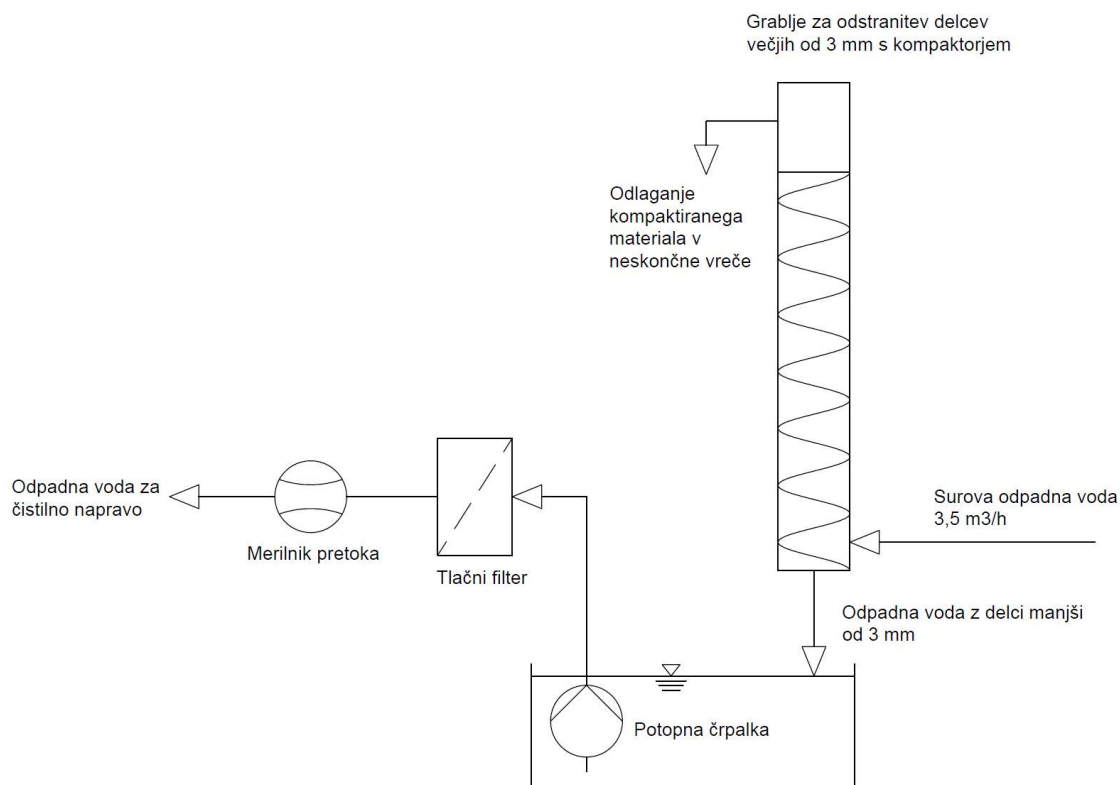 Grablje za odstranitev delcev
večjih od 3 mm s kompaktorjem
Odlaganje
kompaktiranega
materiala v
neskončne vreče
Surova odpadna voda
3,5 m3/h
Odpadna voda za
čistilno napravo
Merilnik pretoka
Tlačni filter
Odpadna voda z delci manjši
od 3 mm
Potopna črpalka